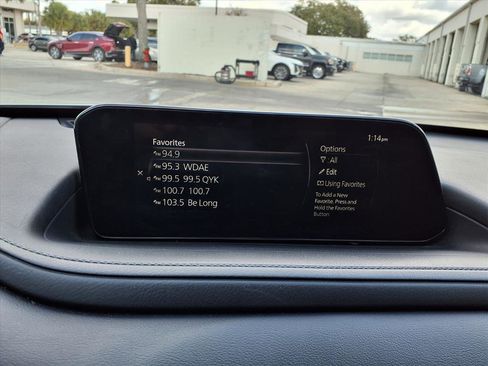 1:14pm
Favorites
94.9
95.3 WDAE
99.5 99.5 QYK
100.7 100.7
103.5 Be Long
Options
All
Edit
Using Favorites
To Add a New
Favorite, Press and
Hold the Favorites
Button